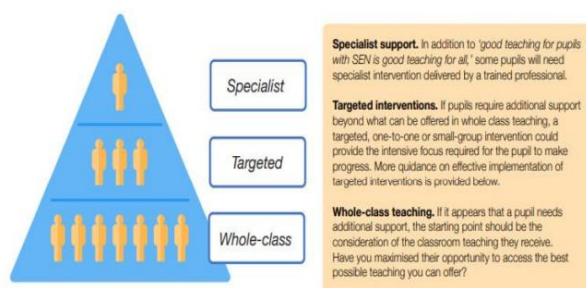 Specialist
Targeted
Whole-class
Specialist support. In addition to 'good teaching for pupils
with SEN is good teaching for all,' some pupils will need
specialist intervention delivered by a trained professional.
Targeted interventions. If pupils require additional support
beyond what can be offered in whole class teaching, a
targeted, one-to-one or small-group intervention could
provide the intensive focus required for the pupil to make
progress. More guidance on effective implementation of
targeted interventions is provided below.
Whole-class teaching. If it appears that a pupil needs
additional support, the starting point should be the
consideration of the classroom teaching they receive.
Have you maximised their opportunity to access the best
possible teaching you can offer?